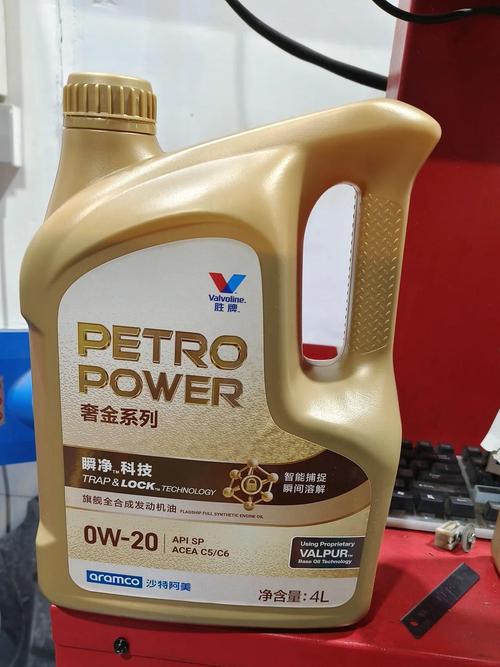 Valvoline™
胜牌™
PETRO
POWER
奢金系列
瞬净™科技
TRAP & LOCK™ TECHNOLOGY
智能捕捉
瞬间溶解
旗舰全合成发动机油 FLAGSHIP FULL SYNTHETIC ENGINE OIL
0W-20
API SP
ACEA C5/C6
Using Proprietary
VALPUR™
Base Oil Technology
aramco 沙特阿美
净含量: 4L